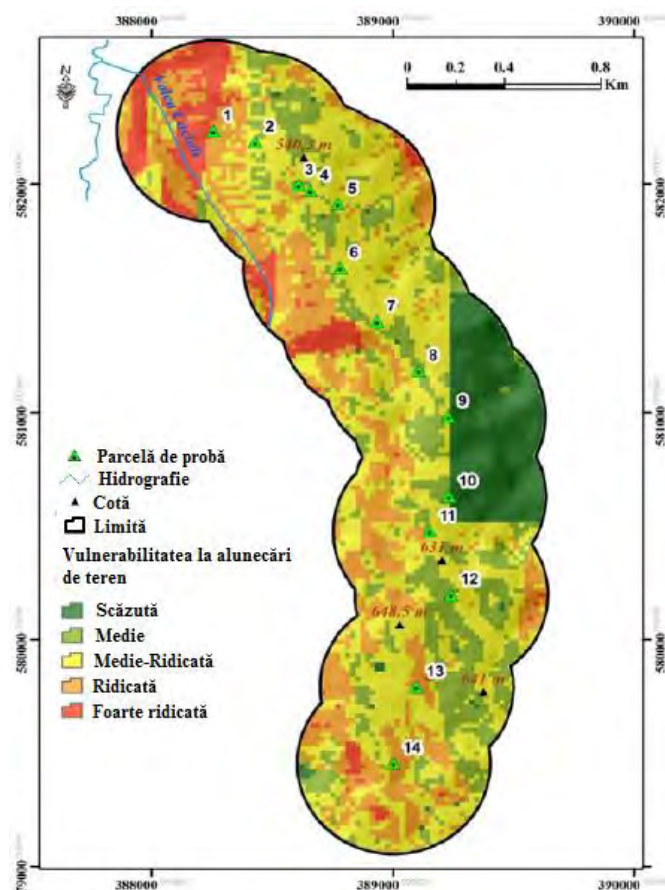 388000 389000 390000
N
0 0.2 0.4 0.8
Km
1
2
540,3 m
3 4
5
582000
582000
6
7
8
581000
581000
9
10
11
631 m
12
648.5 m
580000
580000
13
641 m
14
Parcelă de probă
Hidrografie
Cotă
Limită
Vulnerabilitatea la alunecări
de teren
Scăzută
Medie
Medie-Ridicată
Ridicată
Foarte ridicată
79000
579000
388000 389000 390000